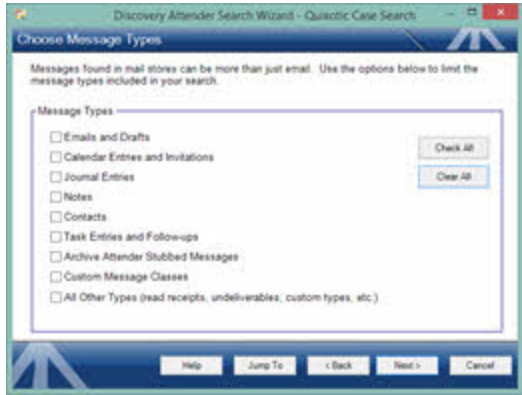 Discovery Attender Search Wizard - Quixotic Case Search
Choose Message Types
Messages found in mail stores can be more than just email. Use the options below to limit the
message types included in your search.
Message Types
Emails and Drafts
Check All
Calendar Entries and Invitations
Clear All
Journal Entries
Notes
Contacts
Task Entries and Follow-ups
Archive Attender Stubbed Messages
Custom Message Classes
All Other Types (read receipts, undeliverables, custom types, etc.)
Help Jump To < Back Next > Cancel